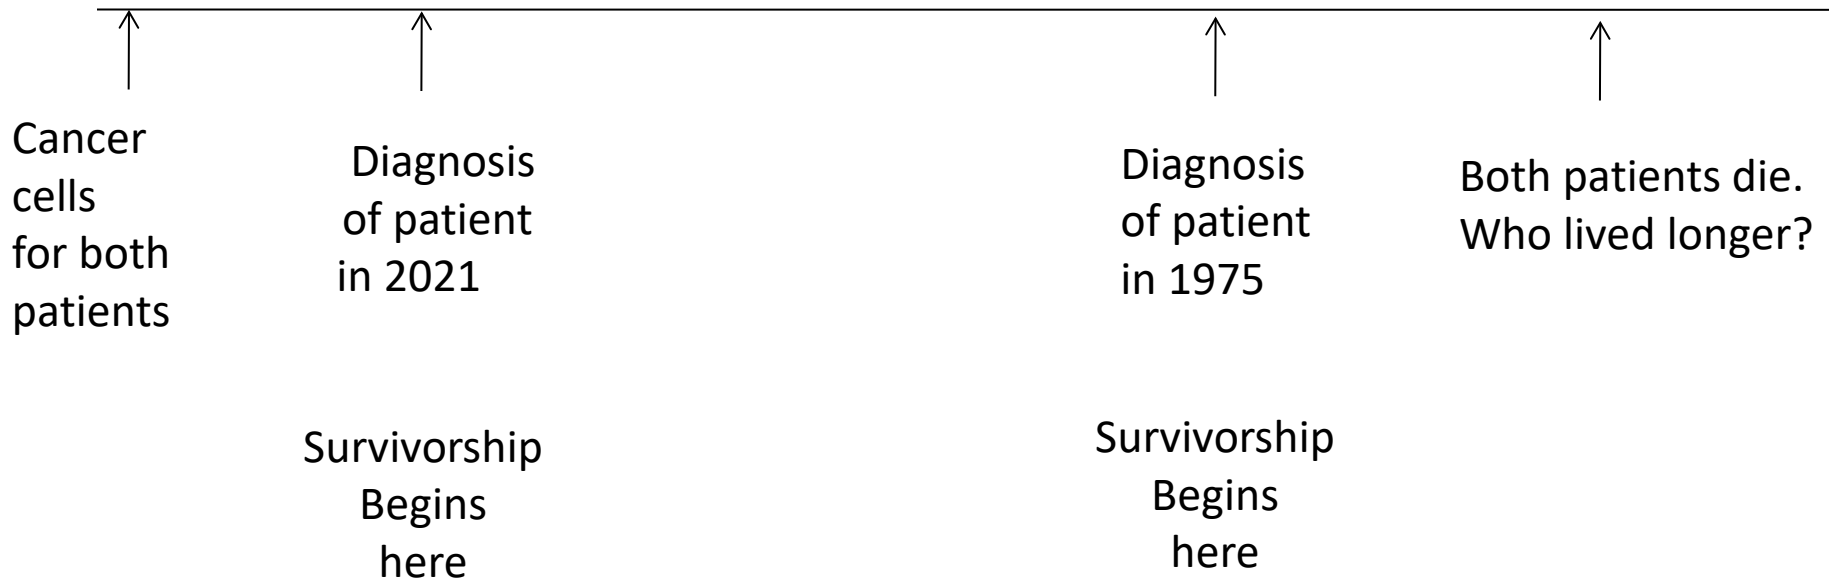 Cancer
cells
for both
patients
Diagnosis
of patient
in 2021
Diagnosis
of patient
in 1975
Both patients die.
Who lived longer?
Survivorship
Begins
here
Survivorship
Begins
here